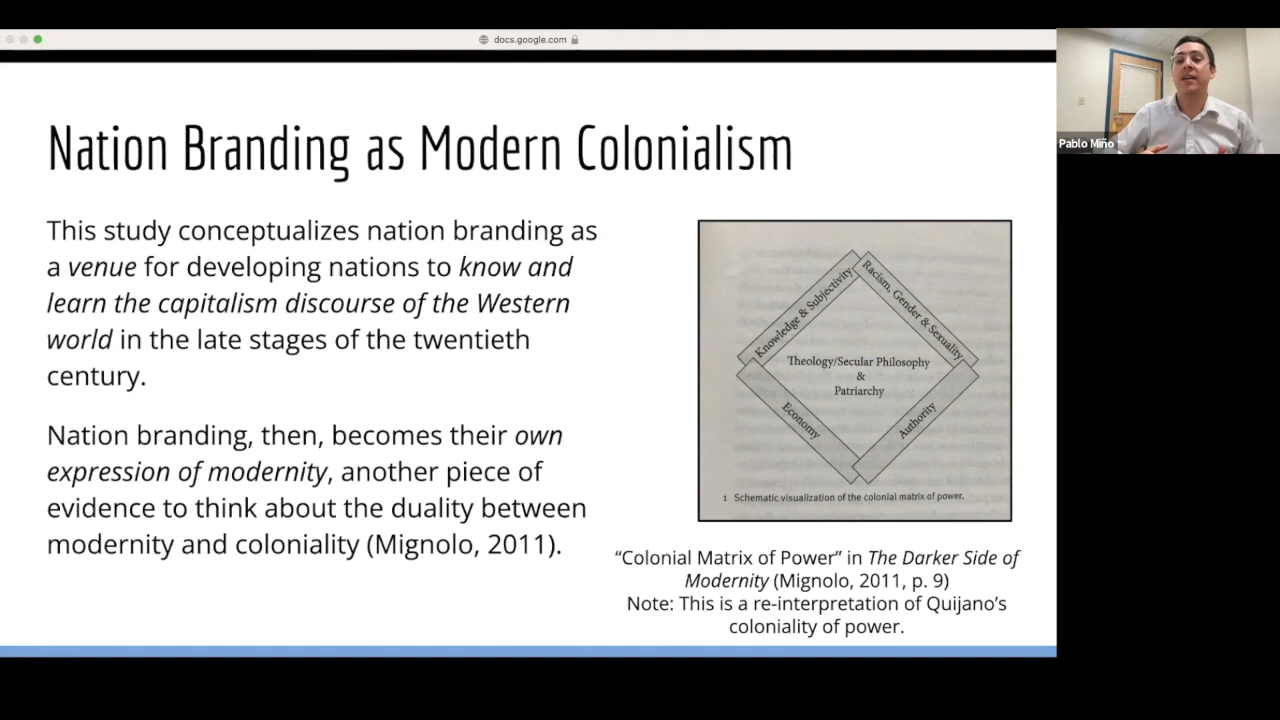 docs.google.com
Nation Branding as Modern Colonialism
This study conceptualizes nation branding as
a venue for developing nations to know and
learn the capitalism discourse of the Western
world in the late stages of the twentieth
century.
Nation branding, then, becomes their own
expression of modernity, another piece of
evidence to think about the duality between
modernity and coloniality (Mignolo, 2011).
Knowledge & Subjectivity
Racism, Gender & Sexuality
Theology/Secular Philosophy
&
Patriarchy
Economy
Authority
1 Schematic visualization of the colonial matrix of power.
“Colonial Matrix of Power” in The Darker Side of
Modernity (Mignolo, 2011, p. 9)
Note: This is a re-interpretation of Quijano’s
coloniality of power.
Pablo Miño